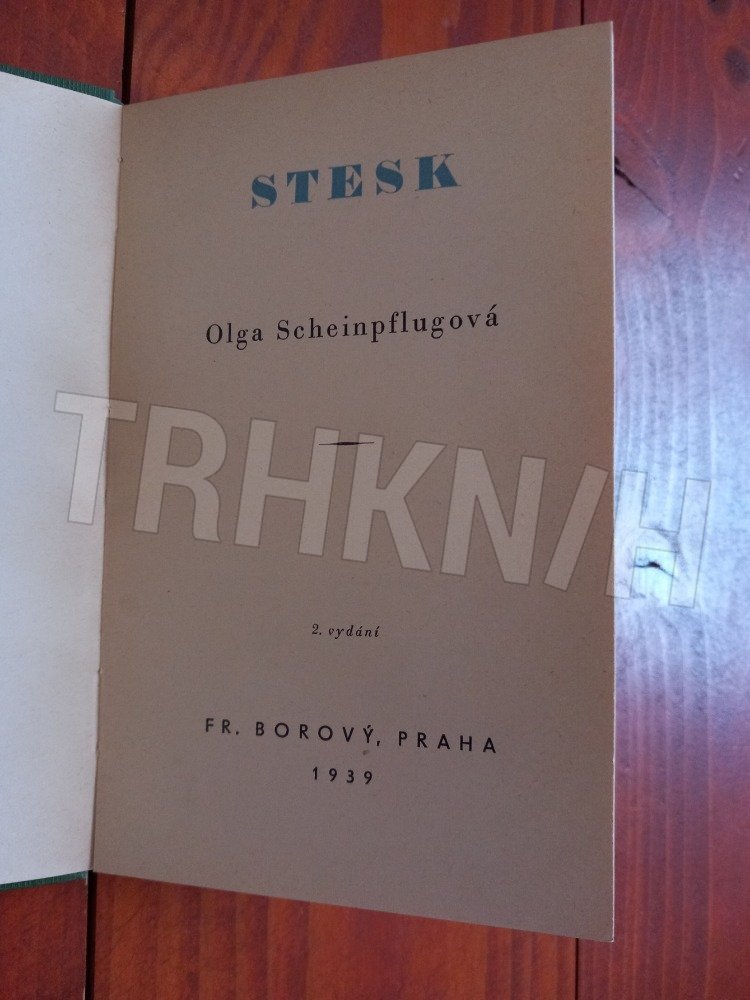 STESK
Olga Scheinpflugová
TRHKNIH
2. vydání
FR. BOROVÝ, PRAHA
1939